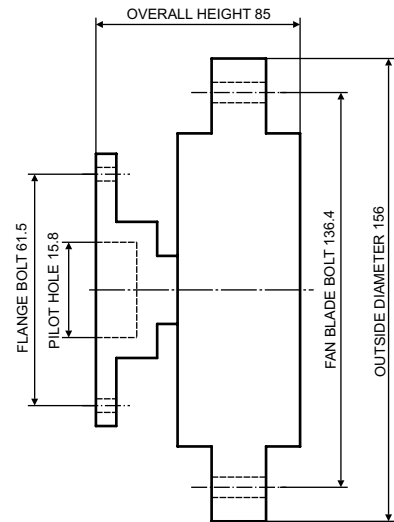 OVERALL HEIGHT 85
FLANGE BOLT 61.5
PILOT HOLE 15.8
FAN BLADE BOLT 136.4
OUTSIDE DIAMETER 156